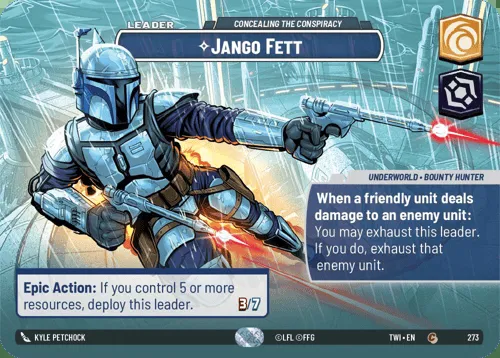 LEADER
CONCEALING THE CONSPIRACY
JANGO FETT
UNDERWORLD • BOUNTY HUNTER
When a friendly unit deals
damage to an enemy unit:
You may exhaust this leader.
If you do, exhaust that
enemy unit.
Epic Action: If you control 5 or more
resources, deploy this leader.
3/7
KYLE PETCHOCK
©LFL ©FFG
TWI • EN
C
273